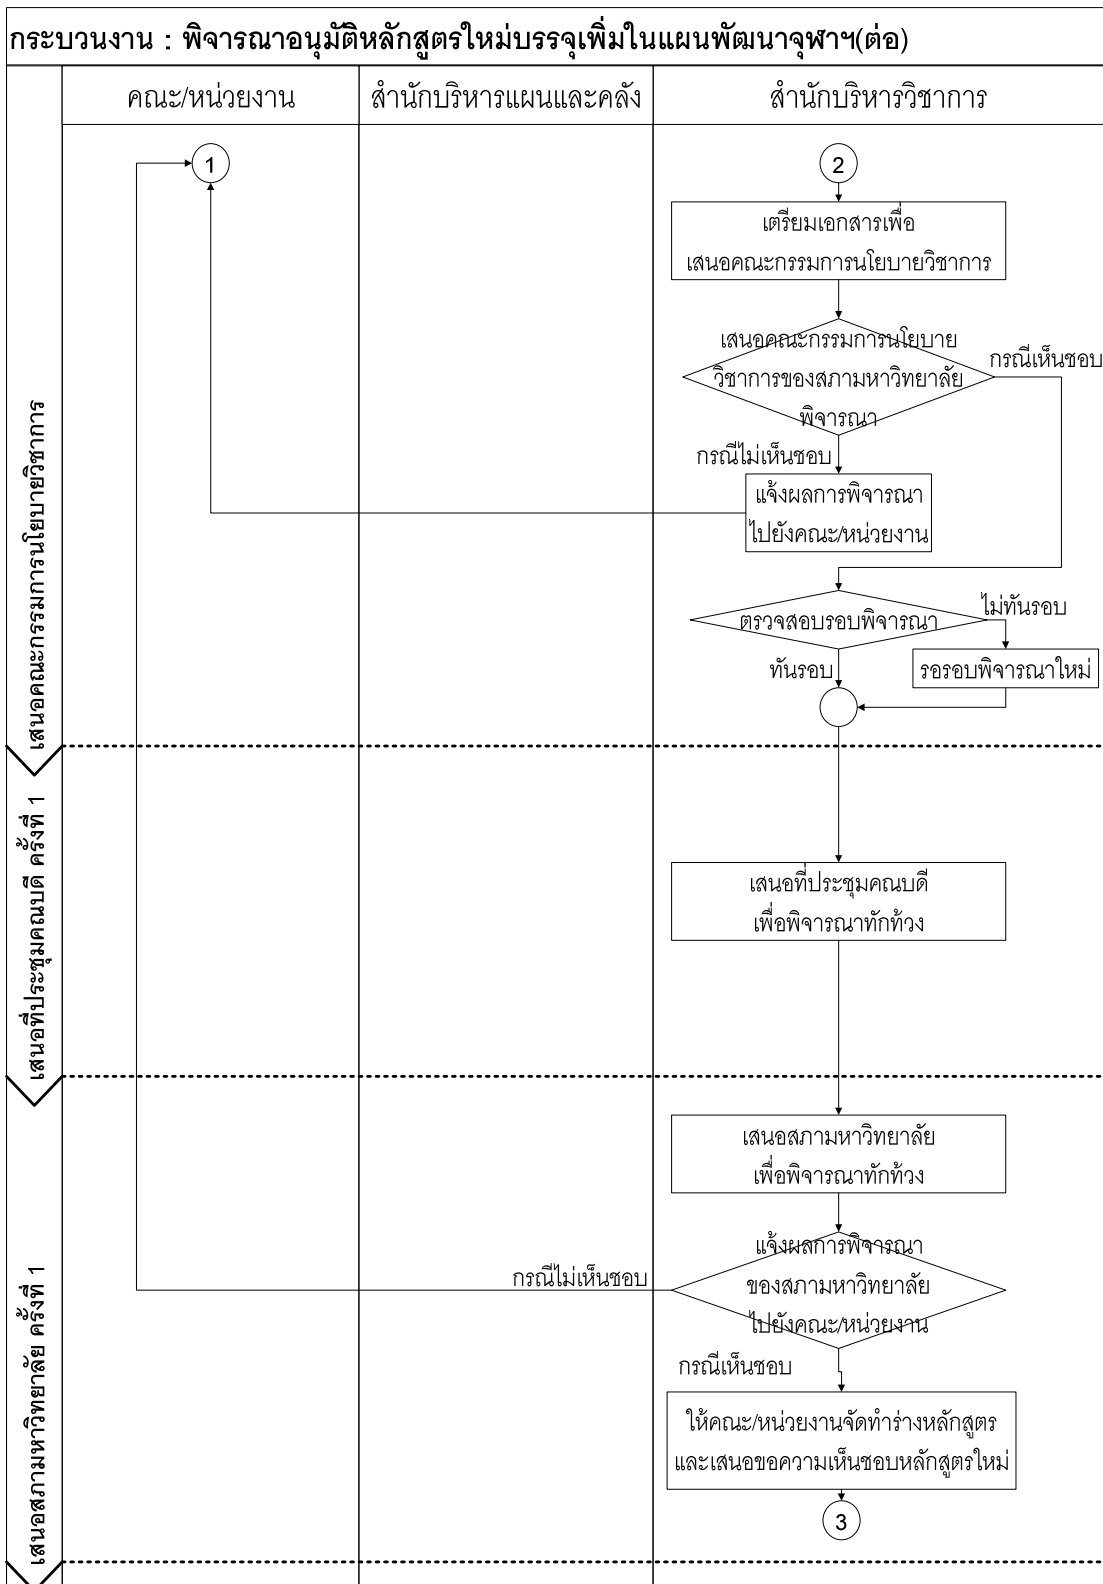 กระบวนงาน : พิจารณาอนุมัติหลักสูตรใหม่บรรจุเพิ่มในแผนพัฒนาจุฬาฯ(ต่อ)
คณะ/หน่วยงาน
สำนักบริหารแผนและคลัง
สำนักบริหารวิชาการ
เสนอคณะกรรมการนโยบายวิชาการ
1
2
เตรียมเอกสารเพื่อ
เสนอคณะกรรมการนโยบายวิชาการ
เสนอคณะกรรมการนโยบาย
วิชาการของสภามหาวิทยาลัย
พิจารณา
กรณีเห็นชอบ
กรณีไม่เห็นชอบ
แจ้งผลการพิจารณา
ไปยังคณะ/หน่วยงาน
ตรวจสอบรอบพิจารณา
ไม่ทันรอบ
ทันรอบ
รอรอบพิจารณาใหม่
เสนอที่ประชุมคณบดี ครั้งที่ 1
เสนอที่ประชุมคณบดี
เพื่อพิจารณาทักท้วง
เสนอสภามหาวิทยาลัย ครั้งที่ 1
เสนอสภามหาวิทยาลัย
เพื่อพิจารณาทักท้วง
แจ้งผลการพิจารณา
ของสภามหาวิทยาลัย
ไปยังคณะ/หน่วยงาน
กรณีไม่เห็นชอบ
กรณีเห็นชอบ
ให้คณะ/หน่วยงานจัดทำร่างหลักสูตร
และเสนอขอความเห็นชอบหลักสูตรใหม่
3